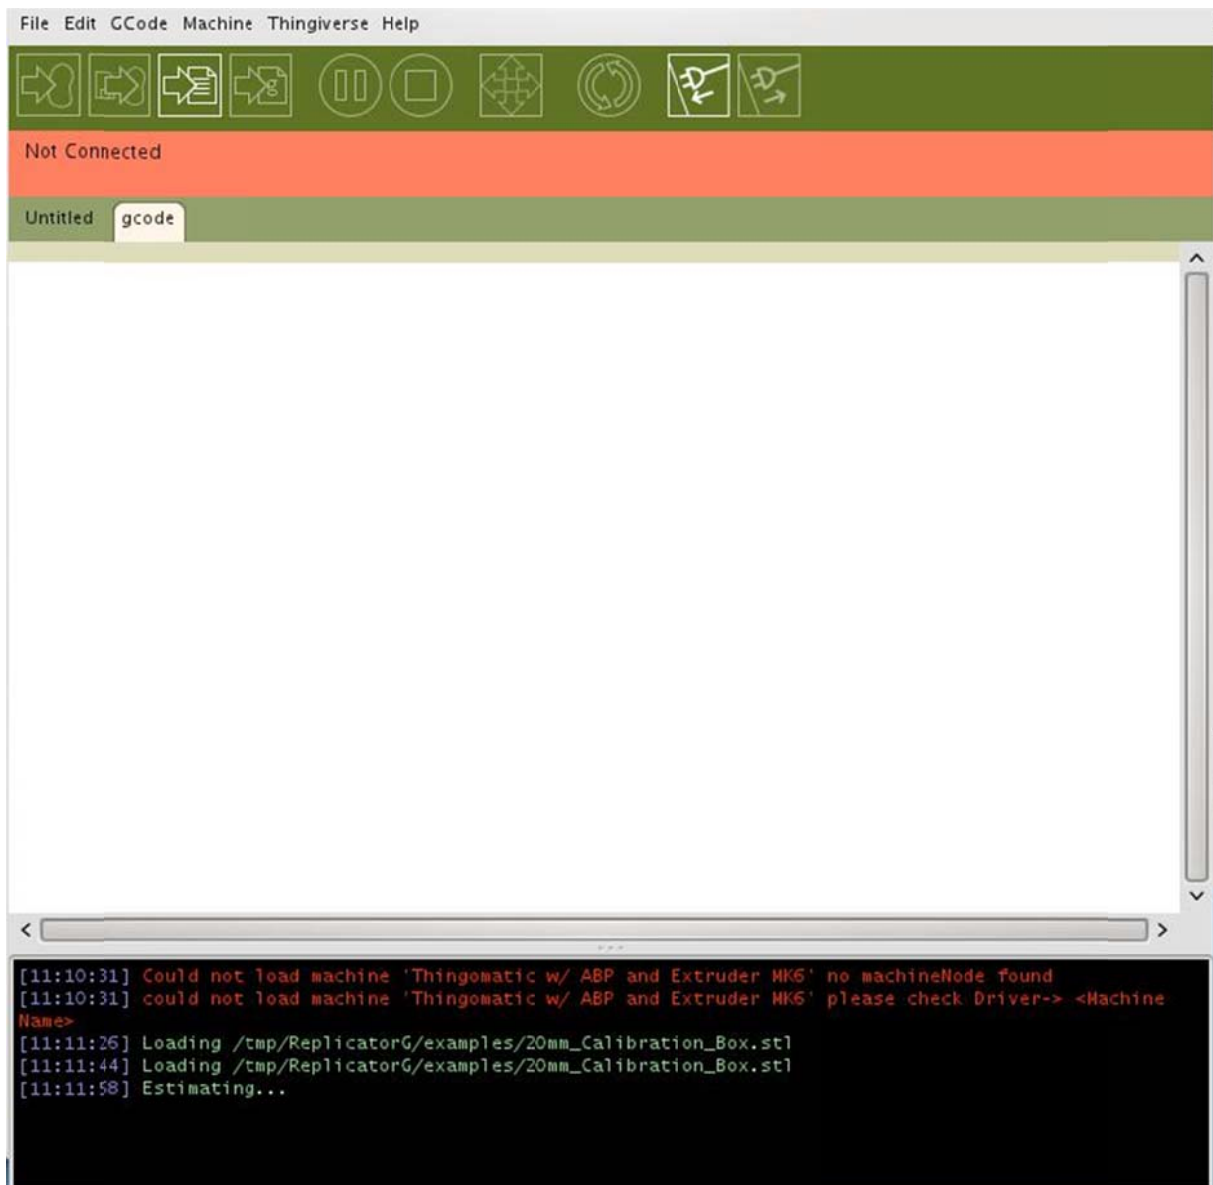 File Edit GCode Machine Thingiverse Help
Not Connected
Untitled gcode
[11:10:31] Could not load machine 'Thingomatic w/ ABP and Extruder MK6' no machineNode found
[11:10:31] could not load machine 'Thingomatic w/ ABP and Extruder MK6' please check Driver-> <Machine
Name>
[11:11:26] Loading /tmp/ReplicatorG/examples/20mm_Calibration_Box.stl
[11:11:44] Loading /tmp/ReplicatorG/examples/20mm_Calibration_Box.stl
[11:11:58] Estimating...